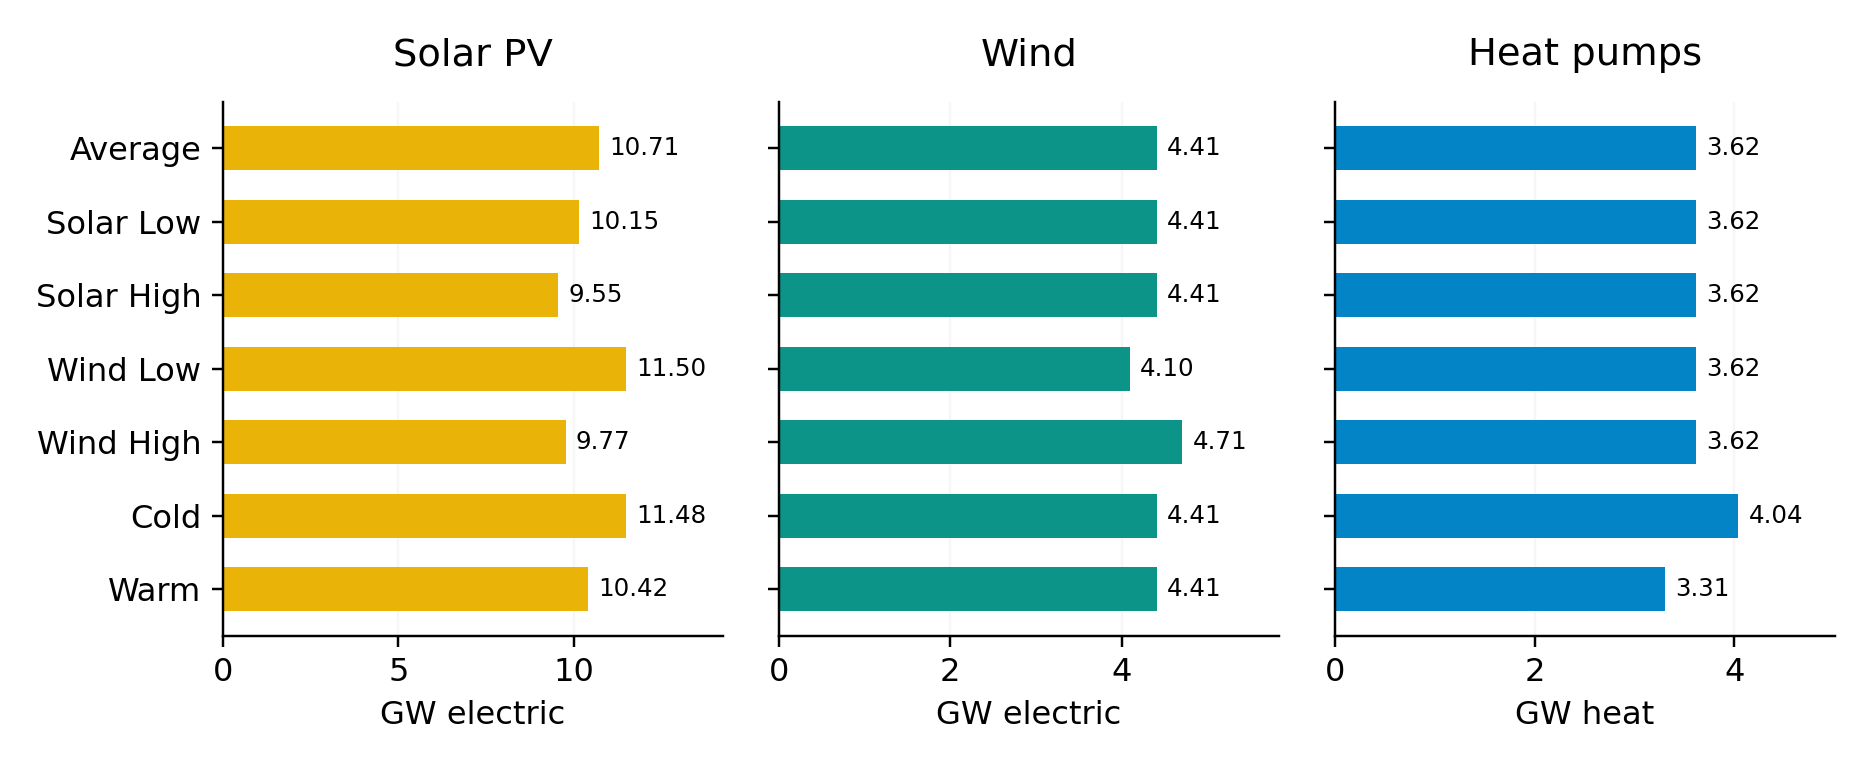 Solar PV Wind Heat pumps
Average 10.71 4.41 3.62
Solar Low 10.15 4.41 3.62
Solar High 9.55 4.41 3.62
Wind Low 11.50 4.10 3.62
Wind High 9.77 4.71 3.62
Cold 11.48 4.41 4.04
Warm 10.42 4.41 3.31
0 5 10 0 2 4 0 2 4
GW electric GW electric GW heat